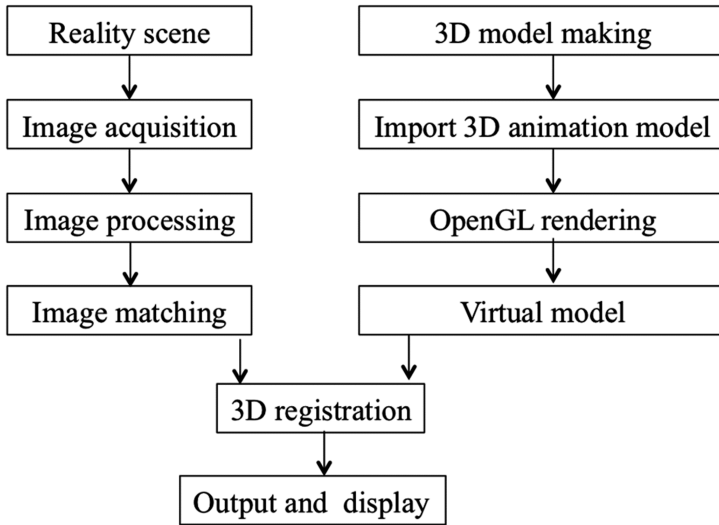 Reality scene
3D model making
Image acquisition
Import 3D animation model
Image processing
OpenGL rendering
Image matching
Virtual model
3D registration
Output and display